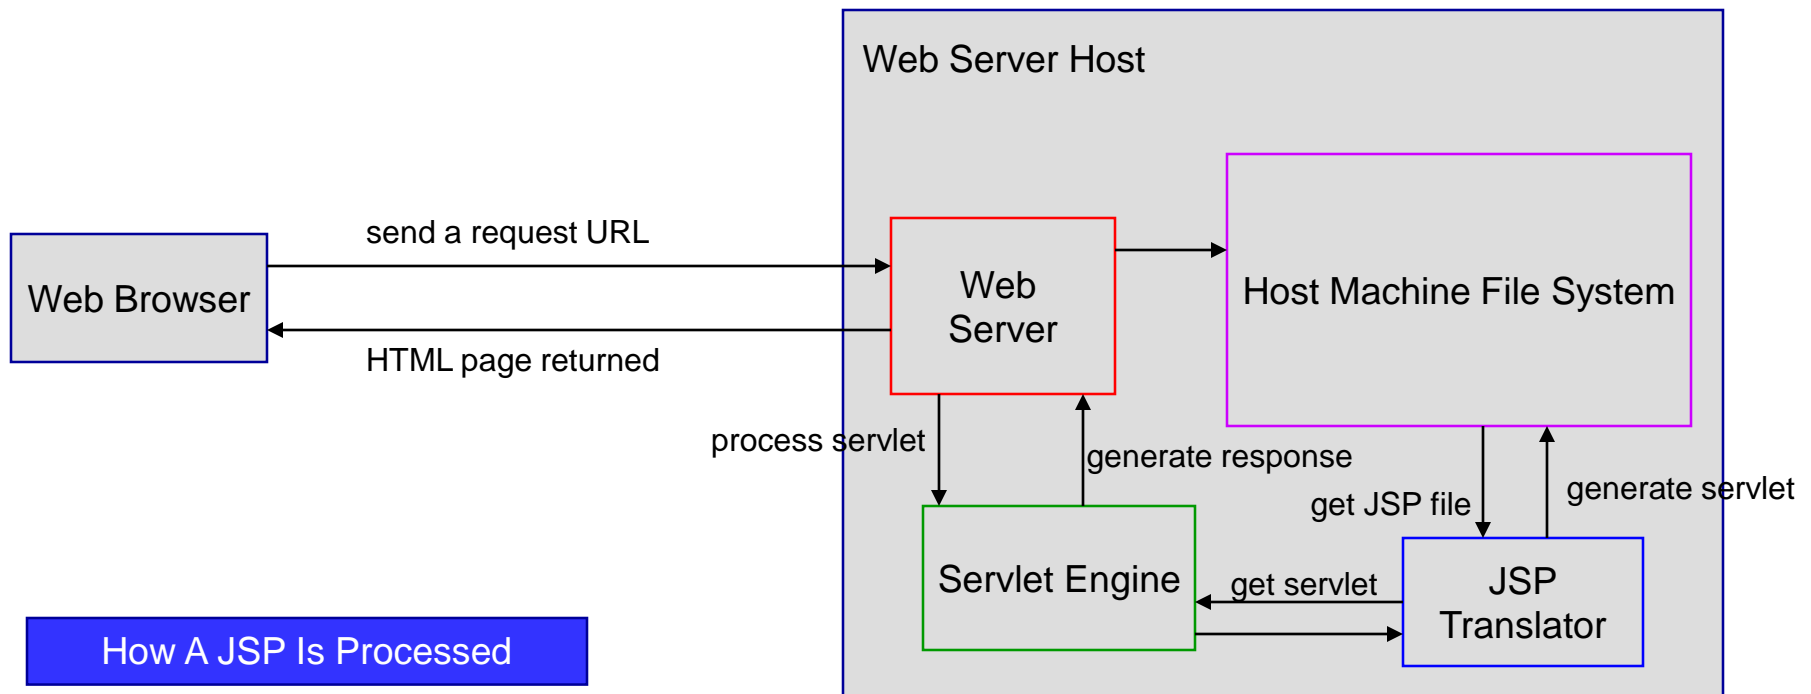 Web Server Host
send a request URL
Web Browser
Web
Server
Host Machine File System
HTML page returned
process servlet
generate response
get JSP file
generate servlet
Servlet Engine
get servlet
JSP
Translator
How A JSP Is Processed